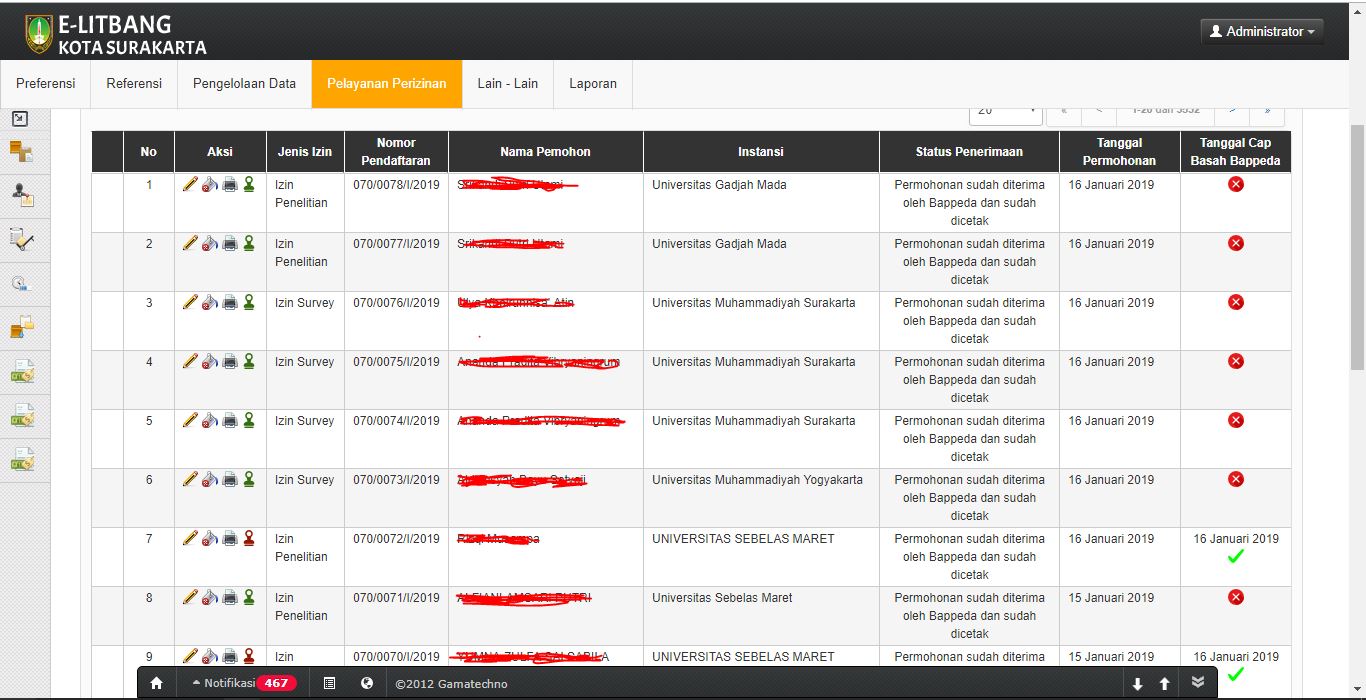 E-LITBANG
KOTA SURAKARTA
Administrator
Preferensi Referensi Pengelolaan Data Pelayanan Perizinan Lain - Lain Laporan
20 « < 1-20 dari 3532 > »
No Aksi Jenis Izin Nomor Pendaftaran Nama Pemohon Instansi Status Penerimaan Tanggal Permohonan Tanggal Cap Basah Bappeda
1 Izin Penelitian 070/0078/I/2019 Universitas Gadjah Mada Permohonan sudah diterima oleh Bappeda dan sudah dicetak 16 Januari 2019
2 Izin Penelitian 070/0077/I/2019 Universitas Gadjah Mada Permohonan sudah diterima oleh Bappeda dan sudah dicetak 16 Januari 2019
3 Izin Survey 070/0076/I/2019 Universitas Muhammadiyah Surakarta Permohonan sudah diterima oleh Bappeda dan sudah dicetak 16 Januari 2019
4 Izin Survey 070/0075/I/2019 Universitas Muhammadiyah Surakarta Permohonan sudah diterima oleh Bappeda dan sudah dicetak 16 Januari 2019
5 Izin Survey 070/0074/I/2019 Universitas Muhammadiyah Surakarta Permohonan sudah diterima oleh Bappeda dan sudah dicetak 16 Januari 2019
6 Izin Survey 070/0073/I/2019 Universitas Muhammadiyah Yogyakarta Permohonan sudah diterima oleh Bappeda dan sudah dicetak 16 Januari 2019
7 Izin Penelitian 070/0072/I/2019 UNIVERSITAS SEBELAS MARET Permohonan sudah diterima oleh Bappeda dan sudah dicetak 16 Januari 2019 16 Januari 2019
8 Izin Penelitian 070/0071/I/2019 Universitas Sebelas Maret Permohonan sudah diterima oleh Bappeda dan sudah dicetak 15 Januari 2019
9 Izin 070/0070/I/2019 UNIVERSITAS SEBELAS MARET Permohonan sudah diterima 15 Januari 2019 16 Januari 2019
Notifikasi 467 ©2012 Gamatechno